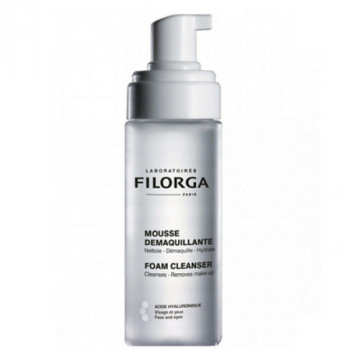 LABORATOIRES
FILORGA
PARIS
MOUSSE
DEMAQUILLANTE
Nettoie - Démaquille - Hydrate
FOAM CLEANSER
Cleanses - Removes make-up
ACIDE HYALURONIQUE
Visage et yeux
Face and eyes